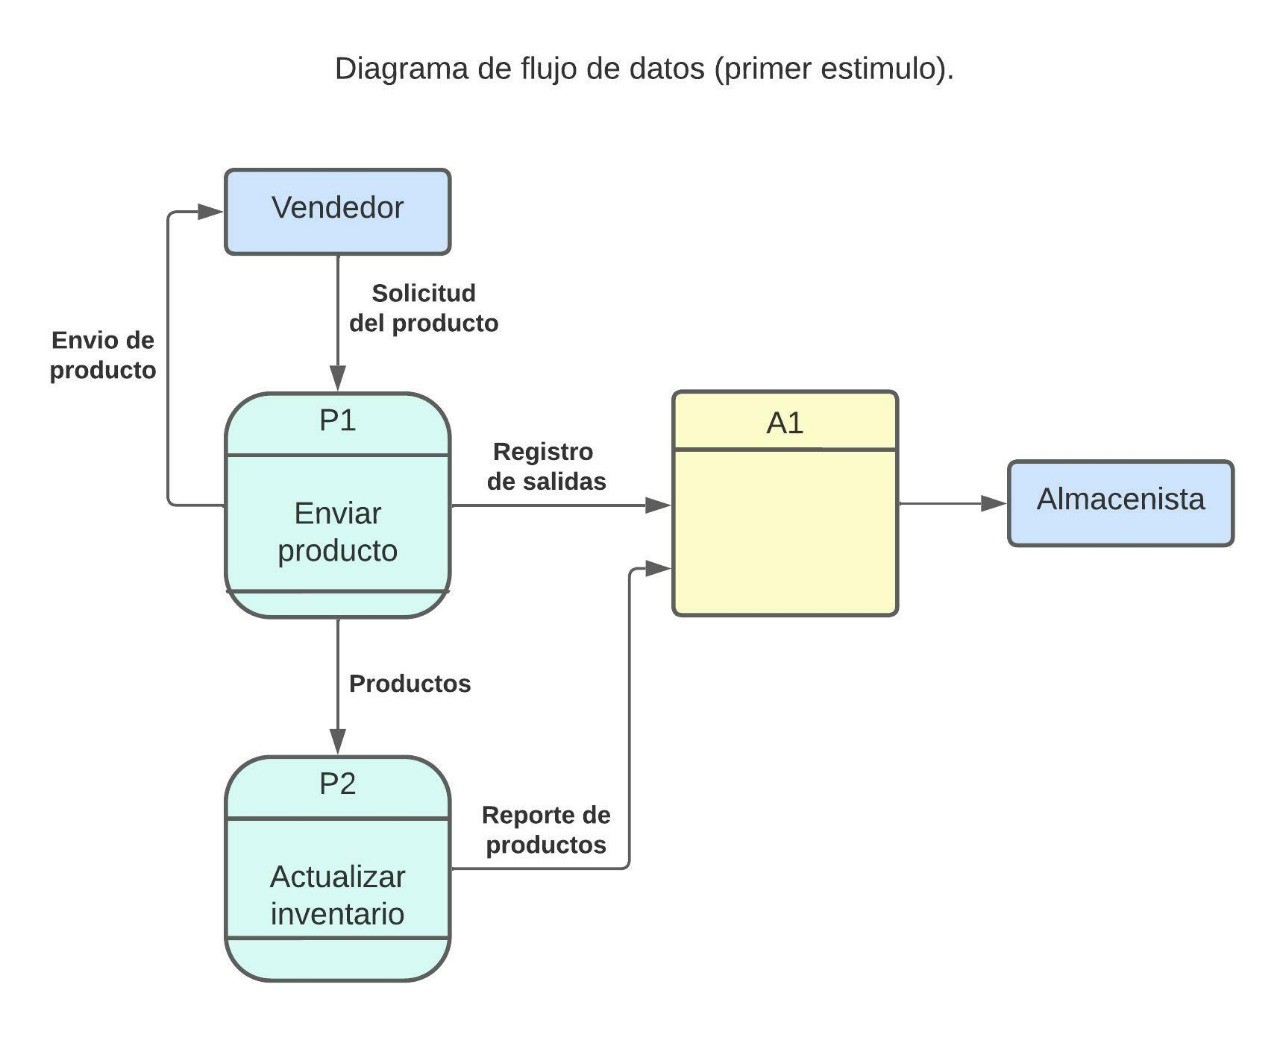 Diagrama de flujo de datos (primer estimulo).
Vendedor
Solicitud
del producto
Envio de
producto
P1
Enviar
producto
Registro
de salidas
A1
Almacenista
Productos
P2
Actualizar
inventario
Reporte de
productos